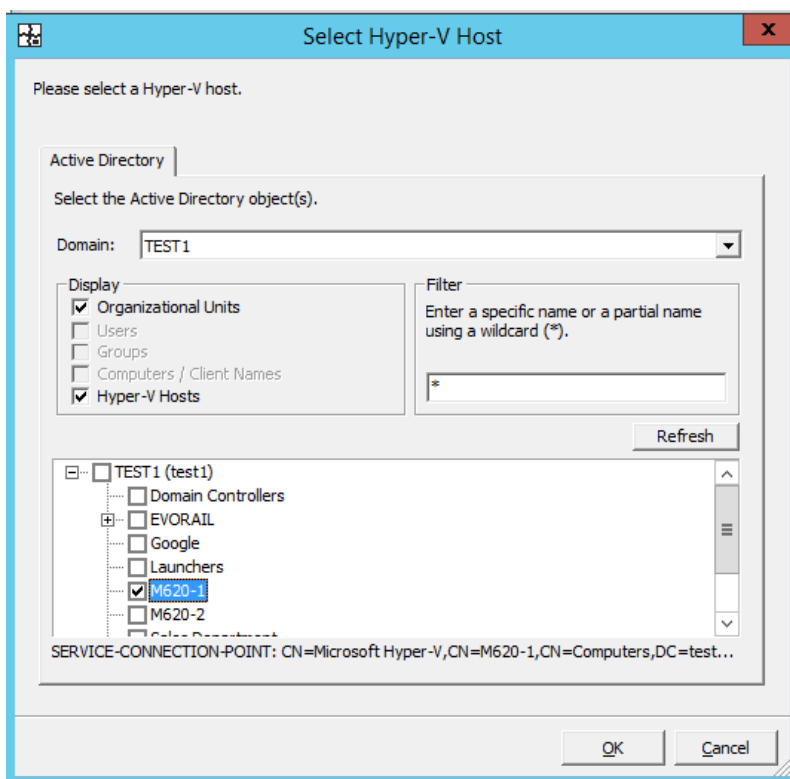 Select Hyper-V Host
x
Please select a Hyper-V host.
Active Directory
Select the Active Directory object(s).
Domain: TEST1
Display
Organizational Units
Users
Groups
Computers / Client Names
Hyper-V Hosts
Filter
Enter a specific name or a partial name
using a wildcard (*).
*
Refresh
TEST1 (test1)
Domain Controllers
EVORAIL
Google
Launchers
M620-1
M620-2
Sales Department
SERVICE-CONNECTION-POINT: CN=Microsoft Hyper-V,CN=M620-1,CN=Computers,DC=test...
OK
Cancel